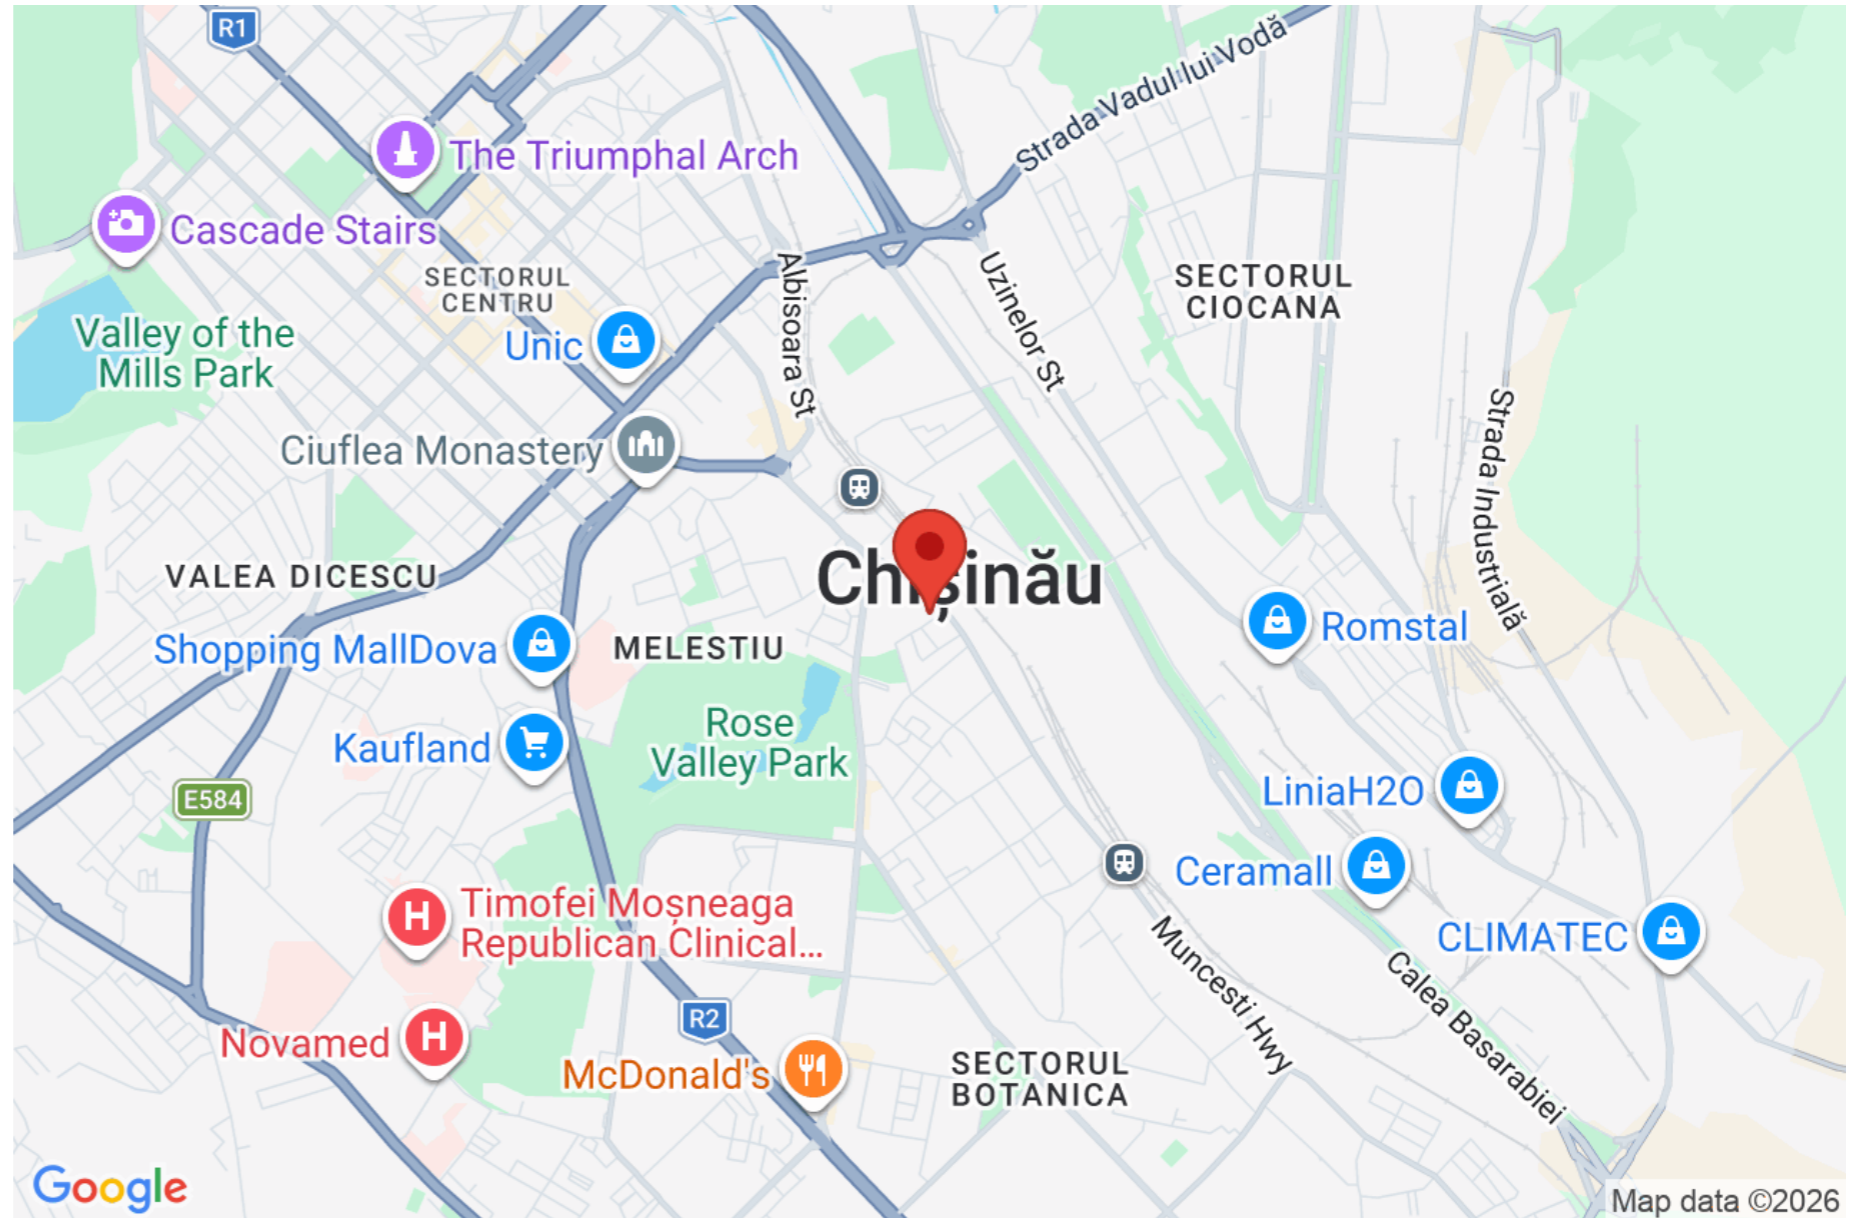 R1
Strada Vadul lui Vodă
The Triumphal Arch
Cascade Stairs
SECTORUL
CENTRU
Albisoara St
Uzinelor St
SECTORUL
CIOCANA
Valley of the
Mills Park
Unic
Ciuflea Monastery
Strada Industrială
Chișinău
VALEA DICESCU
Shopping MallDova
MELESTIU
Romstal
Rose
Valley Park
Kaufland
E584
LiniaH2O
Ceramall
CLIMATEC
H
Timofei Moșneaga
Republican Clinical...
Muncesti Hwy
Calea Basarabiei
R2
Novamed
H
McDonald's
SECTORUL
BOTANICA
Google
Map data ©2026